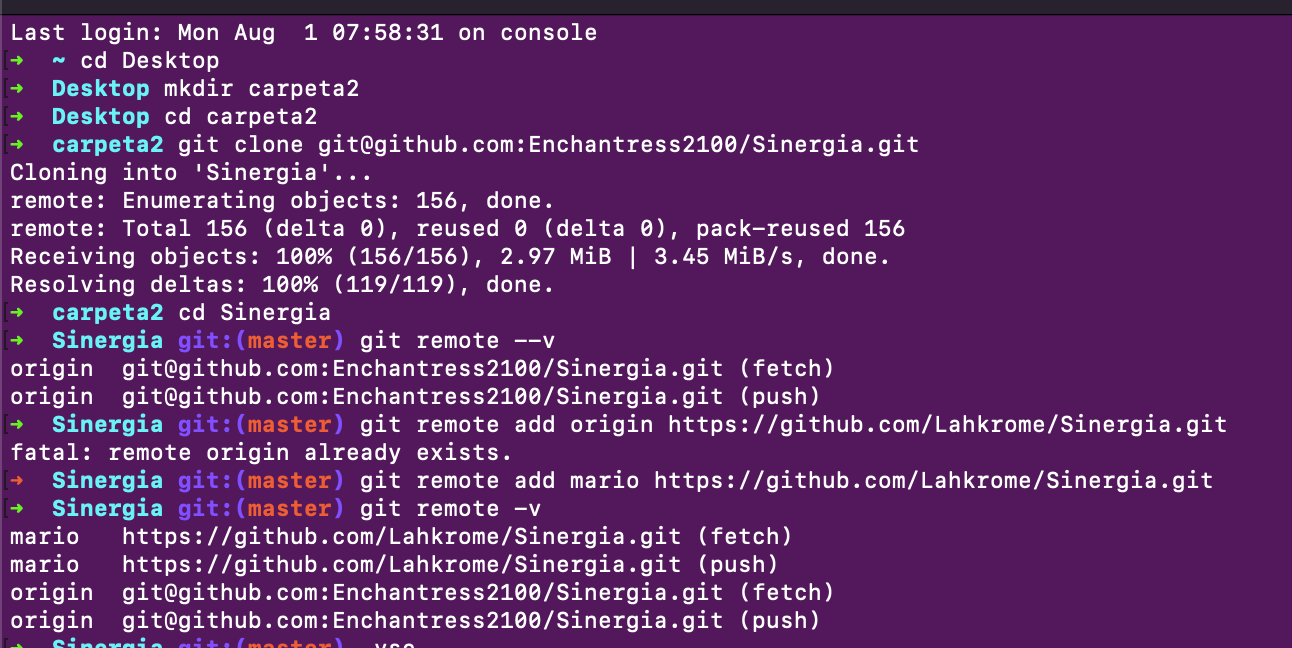 Last login: Mon Aug  1 07:58:31 on console
➜  ~ cd Desktop
➜  Desktop mkdir carpeta2
➜  Desktop cd carpeta2
➜  carpeta2 git clone git@github.com:Enchantress2100/Sinergia.git
Cloning into 'Sinergia'...
remote: Enumerating objects: 156, done.
remote: Total 156 (delta 0), reused 0 (delta 0), pack-reused 156
Receiving objects: 100% (156/156), 2.97 MiB | 3.45 MiB/s, done.
Resolving deltas: 100% (119/119), done.
➜  carpeta2 cd Sinergia
➜  Sinergia git:(master) git remote --v
origin  git@github.com:Enchantress2100/Sinergia.git (fetch)
origin  git@github.com:Enchantress2100/Sinergia.git (push)
➜  Sinergia git:(master) git remote add origin https://github.com/Lahkrome/Sinergia.git
fatal: remote origin already exists.
➜  Sinergia git:(master) git remote add mario https://github.com/Lahkrome/Sinergia.git
➜  Sinergia git:(master) git remote -v
mario   https://github.com/Lahkrome/Sinergia.git (fetch)
mario   https://github.com/Lahkrome/Sinergia.git (push)
origin  git@github.com:Enchantress2100/Sinergia.git (fetch)
origin  git@github.com:Enchantress2100/Sinergia.git (push)
➜  Sinergia git:(master)